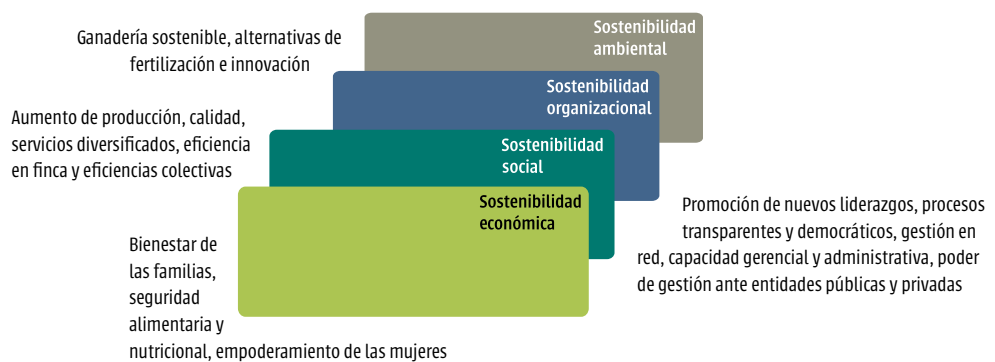 Ganadería sostenible, alternativas de
fertilización e innovación
Sostenibilidad
ambiental
Sostenibilidad
organizacional
Aumento de producción, calidad,
servicios diversificados, eficiencia
en finca y eficiencias colectivas
Sostenibilidad
social
Sostenibilidad
económica
Promoción de nuevos liderazgos, procesos
transparentes y democráticos, gestión en
red, capacidad gerencial y administrativa, poder
de gestión ante entidades públicas y privadas
Bienestar de
las familias,
seguridad
alimentaria y
nutricional, empoderamiento de las mujeres